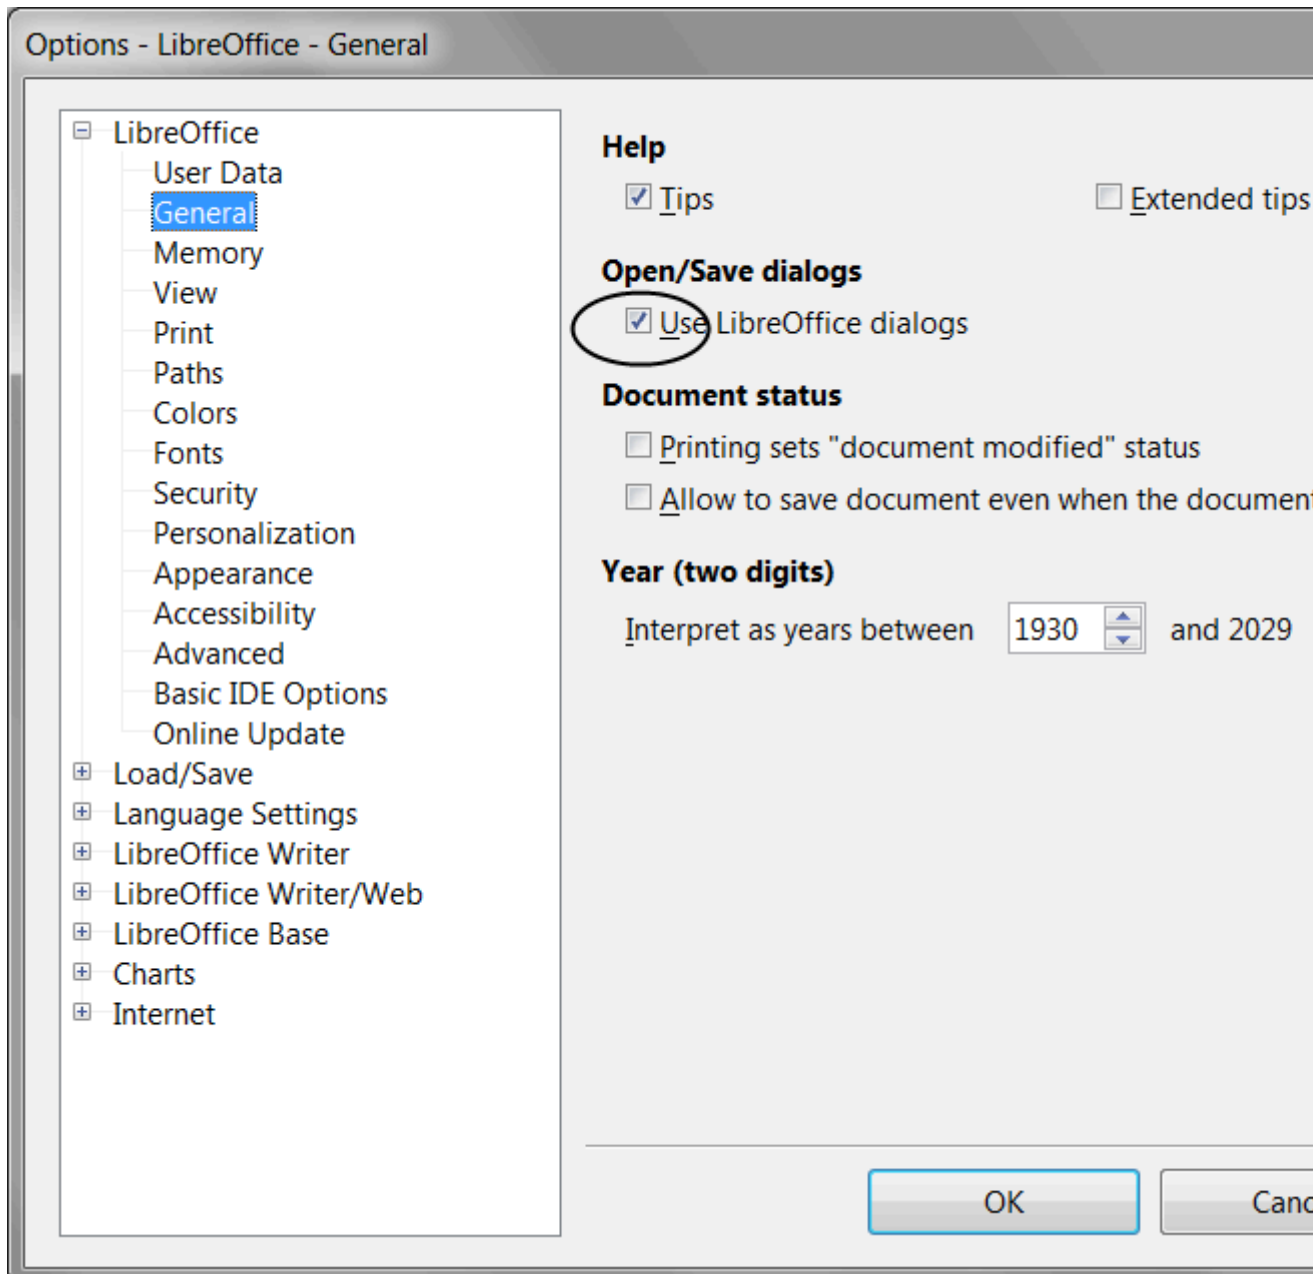 Options - LibreOffice - General
LibreOffice
User Data
General
Memory
View
Print
Paths
Colors
Fonts
Security
Personalization
Appearance
Accessibility
Advanced
Basic IDE Options
Online Update
Load/Save
Language Settings
LibreOffice Writer
LibreOffice Writer/Web
LibreOffice Base
Charts
Internet
Help
Tips Extended tips
Open/Save dialogs
Use LibreOffice dialogs
Document status
Printing sets "document modified" status
Allow to save document even when the document
Year (two digits)
Interpret as years between 1930 and 2029
OK Canc